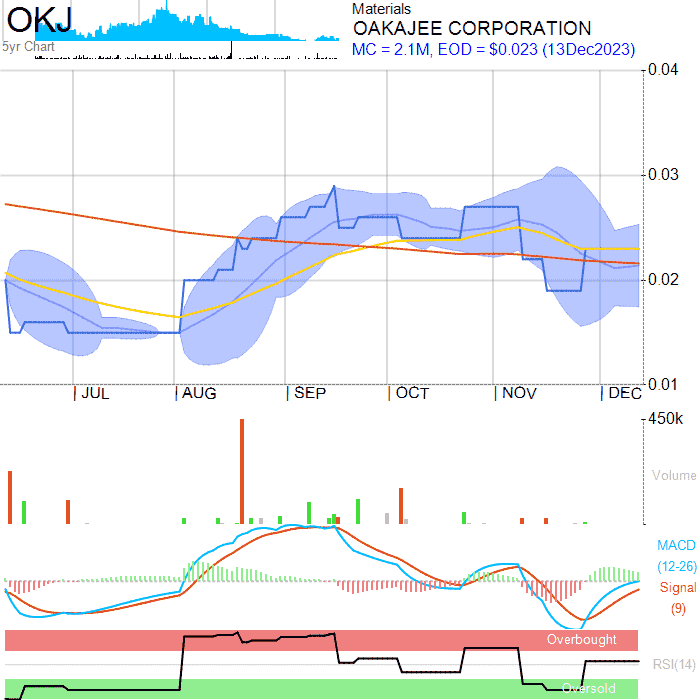 OKJ
5yr Chart
Materials
OAKAJEE CORPORATION
MC = 2.1M, EOD = $0.023 (13Dec2023)
0.04
0.03
0.02
0.01
JUL
AUG
SEP
OCT
NOV
DEC
450k
Volume
MACD
(12-26)
Signal
(9)
Overbought
RSI(14)
Oversold